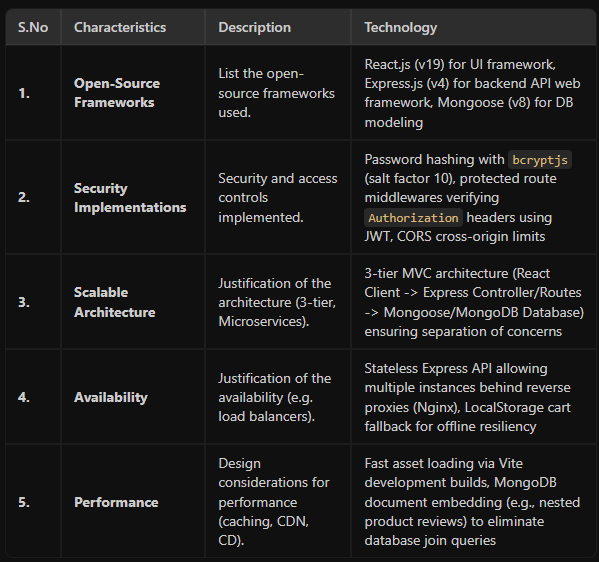 S.No Characteristics Description Technology
1.
Open-Source
Frameworks
List the open-
source frameworks
used.
React.js (v19) for UI framework,
Express.js (v4) for backend API web
framework, Mongoose (v8) for DB
modeling
2.
Security
Implementations
Security and access
controls
implemented.
Password hashing with bcryptjs
(salt factor 10), protected route
middlewares verifying
Authorization headers using
JWT, CORS cross-origin limits
3.
Scalable
Architecture
Justification of the
architecture (3-tier,
Microservices).
3-tier MVC architecture (React
Client -> Express Controller/Routes
-> Mongoose/MongoDB Database)
ensuring separation of concerns
4.
Availability
Justification of the
availability (e.g.
load balancers).
Stateless Express API allowing
multiple instances behind reverse
proxies (Nginx), LocalStorage cart
fallback for offline resiliency
5.
Performance
Design
considerations for
performance
(caching, CDN,
CD).
Fast asset loading via Vite
development builds, MongoDB
document embedding (e.g., nested
product reviews) to eliminate
database join queries